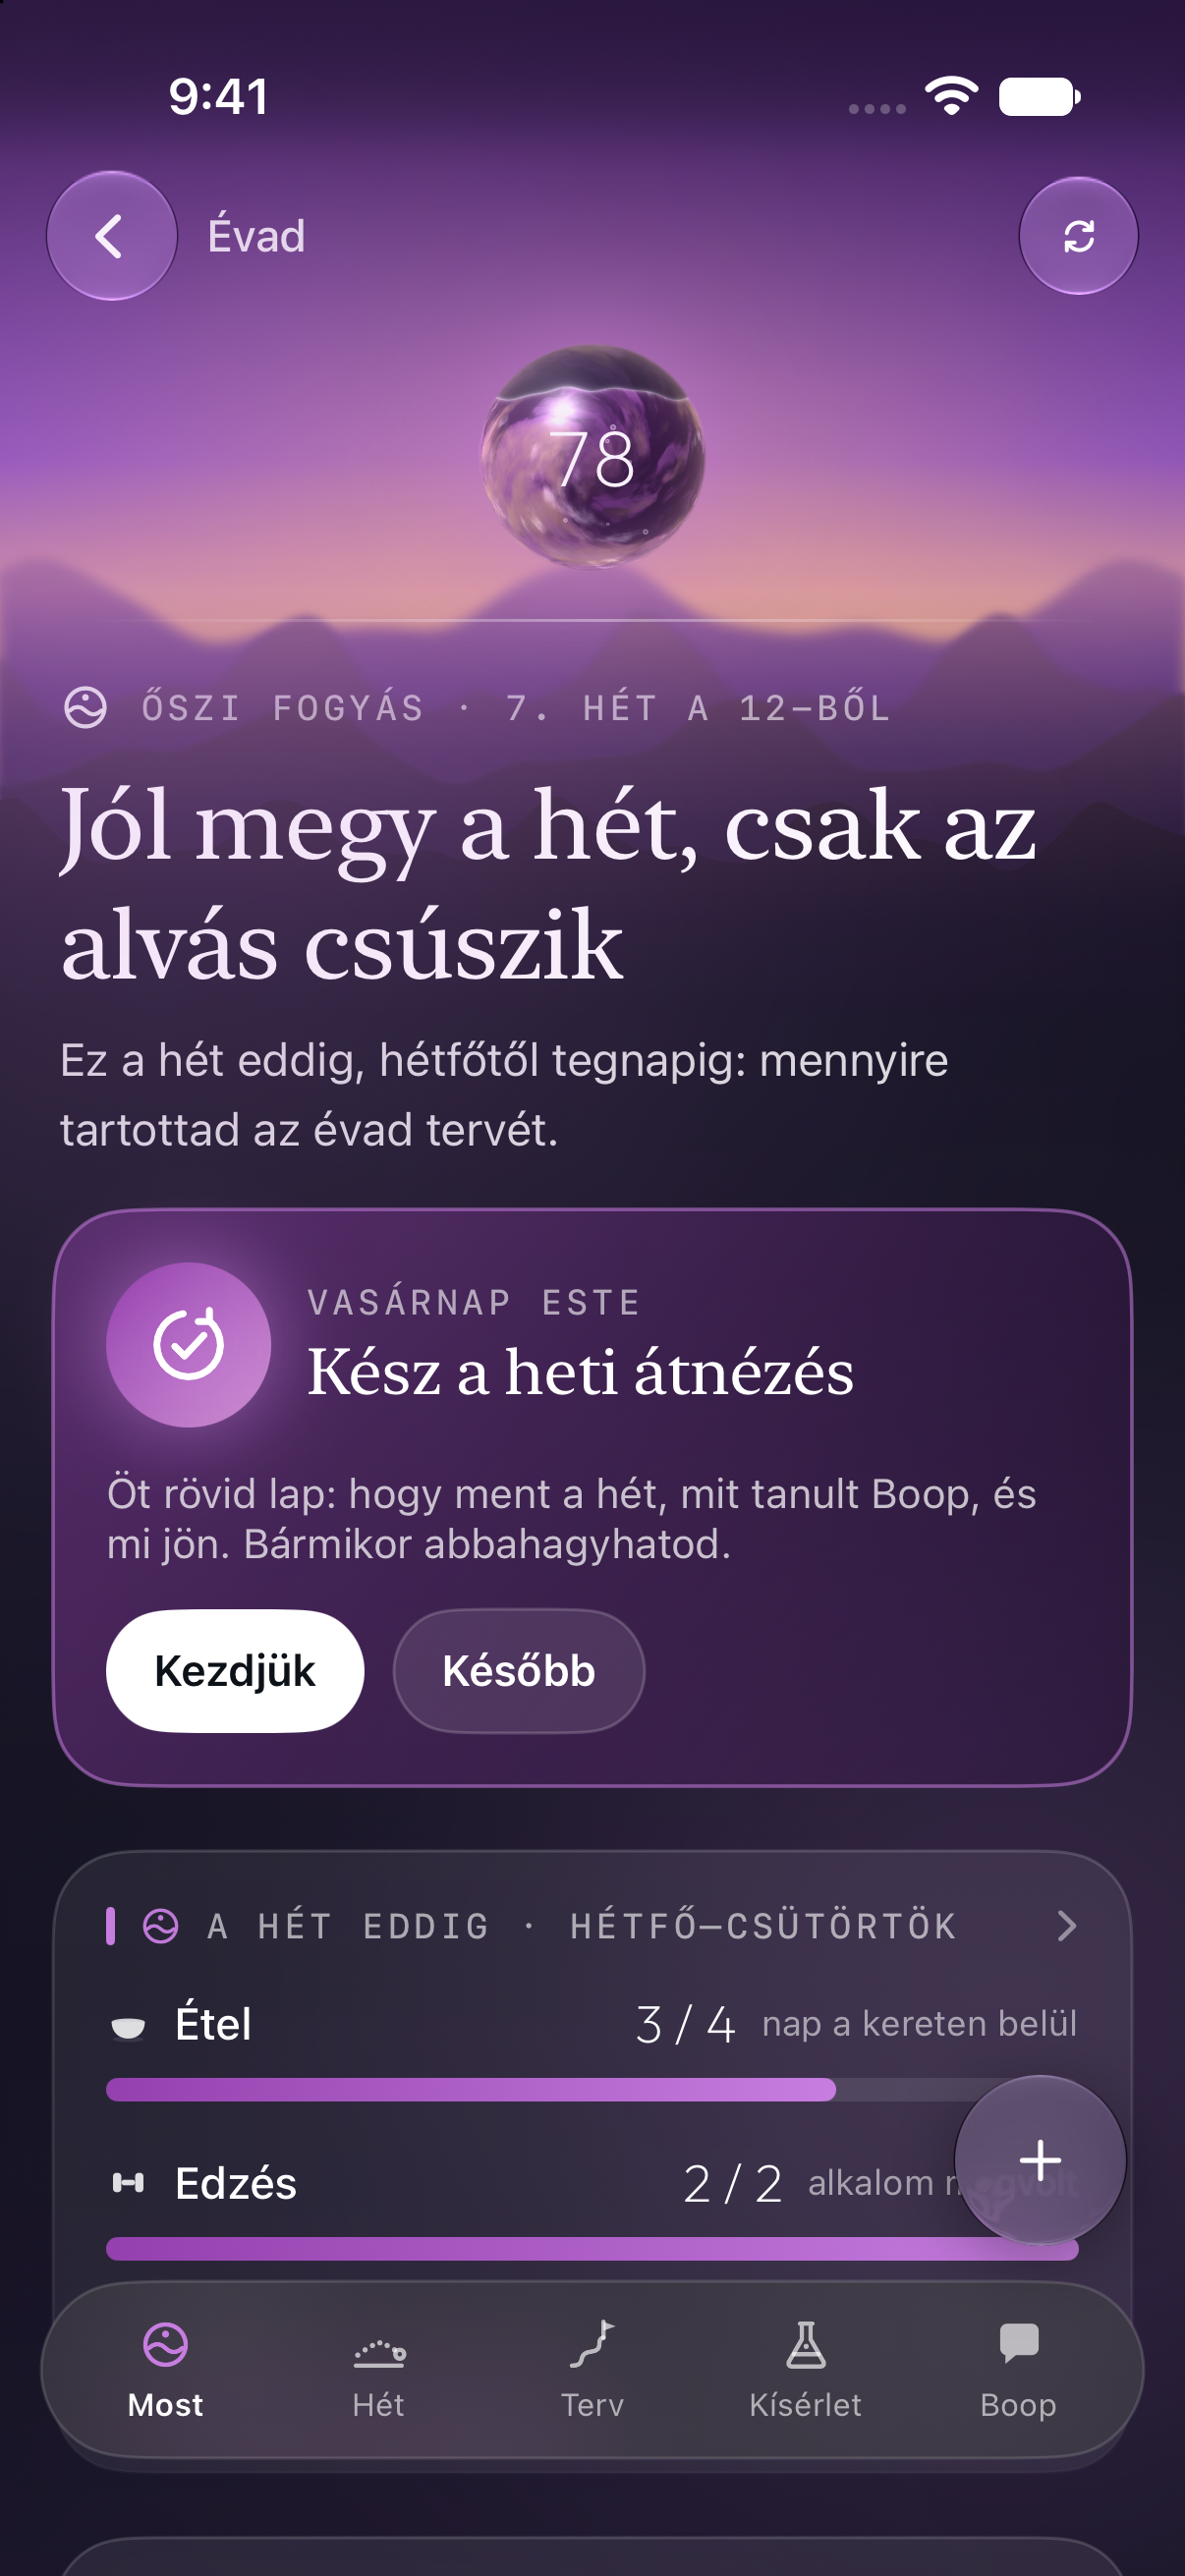 9:41
Évad
78
ŐSZI FOGYÁS · 7. HÉT A 12–BŐL
Jól megy a hét, csak az
alvás csúszik
Ez a hét eddig, hétfőtől tegnapig: mennyire
tartottad az évad tervét.
VASÁRNAP ESTE
Kész a heti átnézés
Öt rövid lap: hogy ment a hét, mit tanult Boop, és
mi jön. Bármikor abbahagyhatod.
Kezdjük Később
A HÉT EDDIG · HÉTFŐ–CSÜTÖRTÖK
Étel 3 / 4 nap a kereten belül
Edzés 2 / 2 alkalom
Most Hét Terv Kísérlet Boop